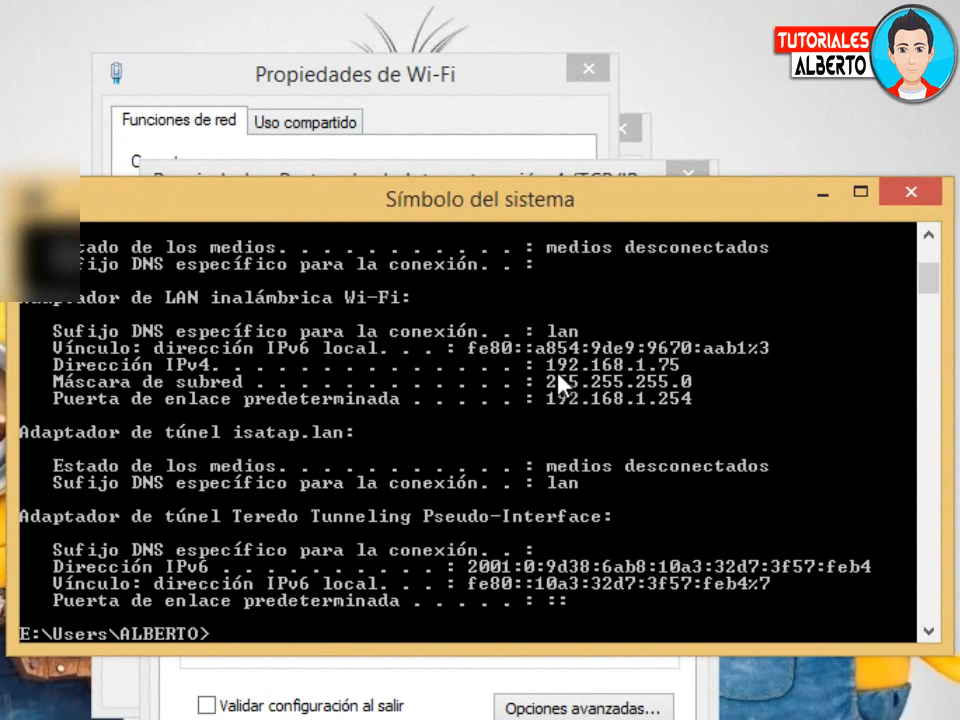 TUTORIALES
ALBERTO
Propiedades de Wi-Fi
Funciones de red
Uso compartido
Símbolo del sistema
tado de los medios. . . . . . . . . . . : medios desconectados
fijo DNS específico para la conexión. . :
Adaptador de LAN inalámbrica Wi-Fi:
Sufijo DNS específico para la conexión. . : lan
Vínculo: dirección IPv6 local. . . : fe80::a854:9de9:9670:aab1%3
Dirección IPv4. . . . . . . . . . . . . . : 192.168.1.75
Máscara de subred . . . . . . . . . . . . : 255.255.255.0
Puerta de enlace predeterminada . . . . . : 192.168.1.254
Adaptador de túnel isatap.lan:
Estado de los medios. . . . . . . . . . . : medios desconectados
Sufijo DNS específico para la conexión. . : lan
Adaptador de túnel Teredo Tunneling Pseudo-Interface:
Sufijo DNS específico para la conexión. . :
Dirección IPv6 . . . . . . . . . . : 2001:0:9d38:6ab8:10a3:32d7:3f57:feb4
Vínculo: dirección IPv6 local. . . : fe80::10a3:32d7:3f57:feb4%7
Puerta de enlace predeterminada . . . . . : ::
E:\Users\ALBERTO>
Validar configuración al salir
Opciones avanzadas...